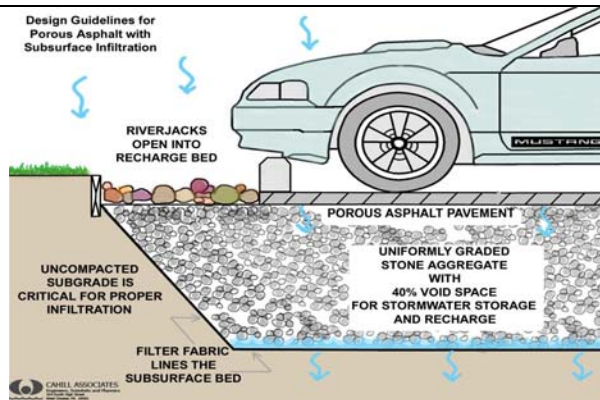 Design Guidelines for
Porous Asphalt with
Subsurface Infiltration
RIVERJACKS
OPEN INTO
RECHARGE BED
MUSTANG
POROUS ASPHALT PAVEMENT
UNIFORMLY GRADED
STONE AGGREGATE
WITH
40% VOID SPACE
FOR STORMWATER STORAGE
AND RECHARGE
UNCOMPACTED
SUBGRADE IS
CRITICAL FOR PROPER
INFILTRATION
FILTER FABRIC
LINES THE
SUBSURFACE BED
CAHILL ASSOCIATES